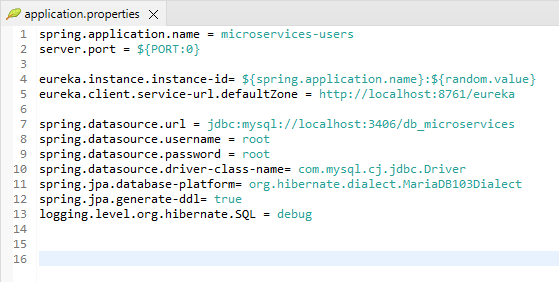 application.properties
1 spring.application.name = microservices-users
2 server.port = ${PORT:0}
3
4 eureka.instance.instance-id= ${spring.application.name}:${random.value}
5 eureka.client.service-url.defaultZone = http://localhost:8761/eureka
6
7 spring.datasource.url = jdbc:mysql://localhost:3406/db_microservices
8 spring.datasource.username = root
9 spring.datasource.password = root
10 spring.datasource.driver-class-name= com.mysql.cj.jdbc.Driver
11 spring.jpa.database-platform= org.hibernate.dialect.MariaDB103Dialect
12 spring.jpa.generate-ddl= true
13 logging.level.org.hibernate.SQL = debug
14
15
16